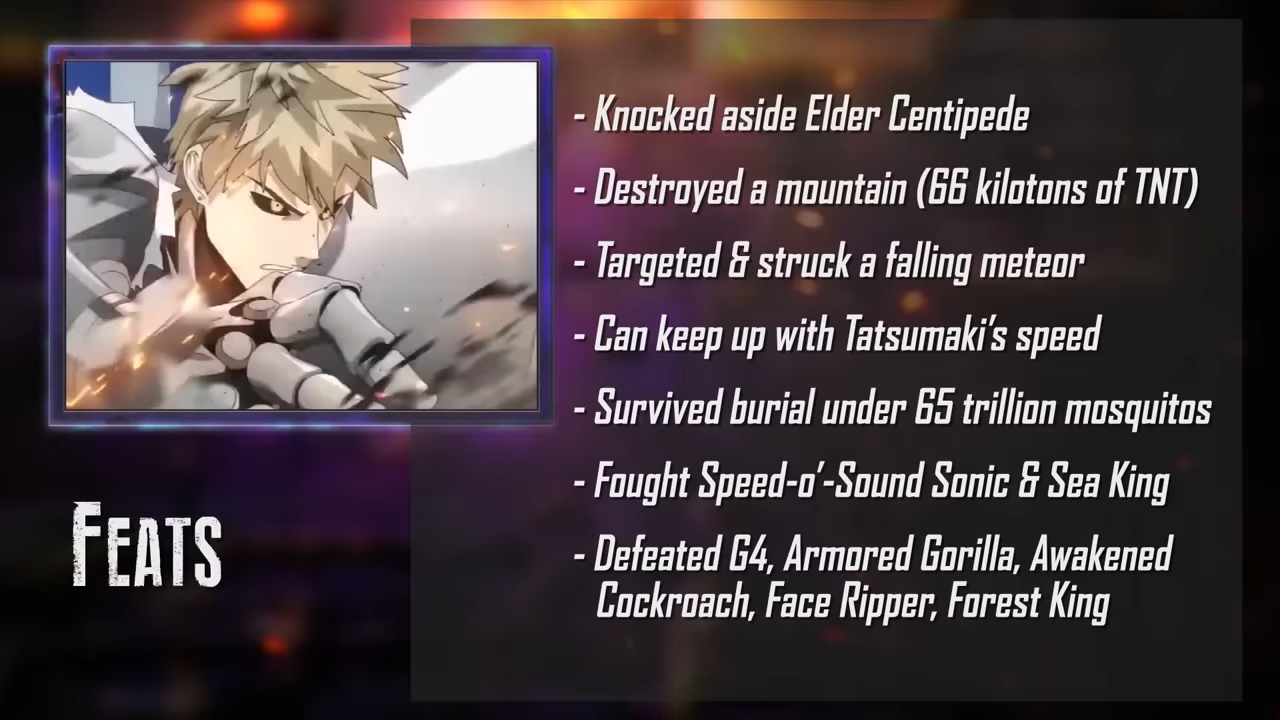 - Knocked aside Elder Centipede
- Destroyed a mountain (66 kilotons of TNT)
- Targeted & struck a falling meteor
- Can keep up with Tatsumaki's speed
- Survived burial under 65 trillion mosquitos
- Fought Speed-o'-Sound Sonic & Sea King
- Defeated G4, Armored Gorilla, Awakened
Cockroach, Face Ripper, Forest King
Feats